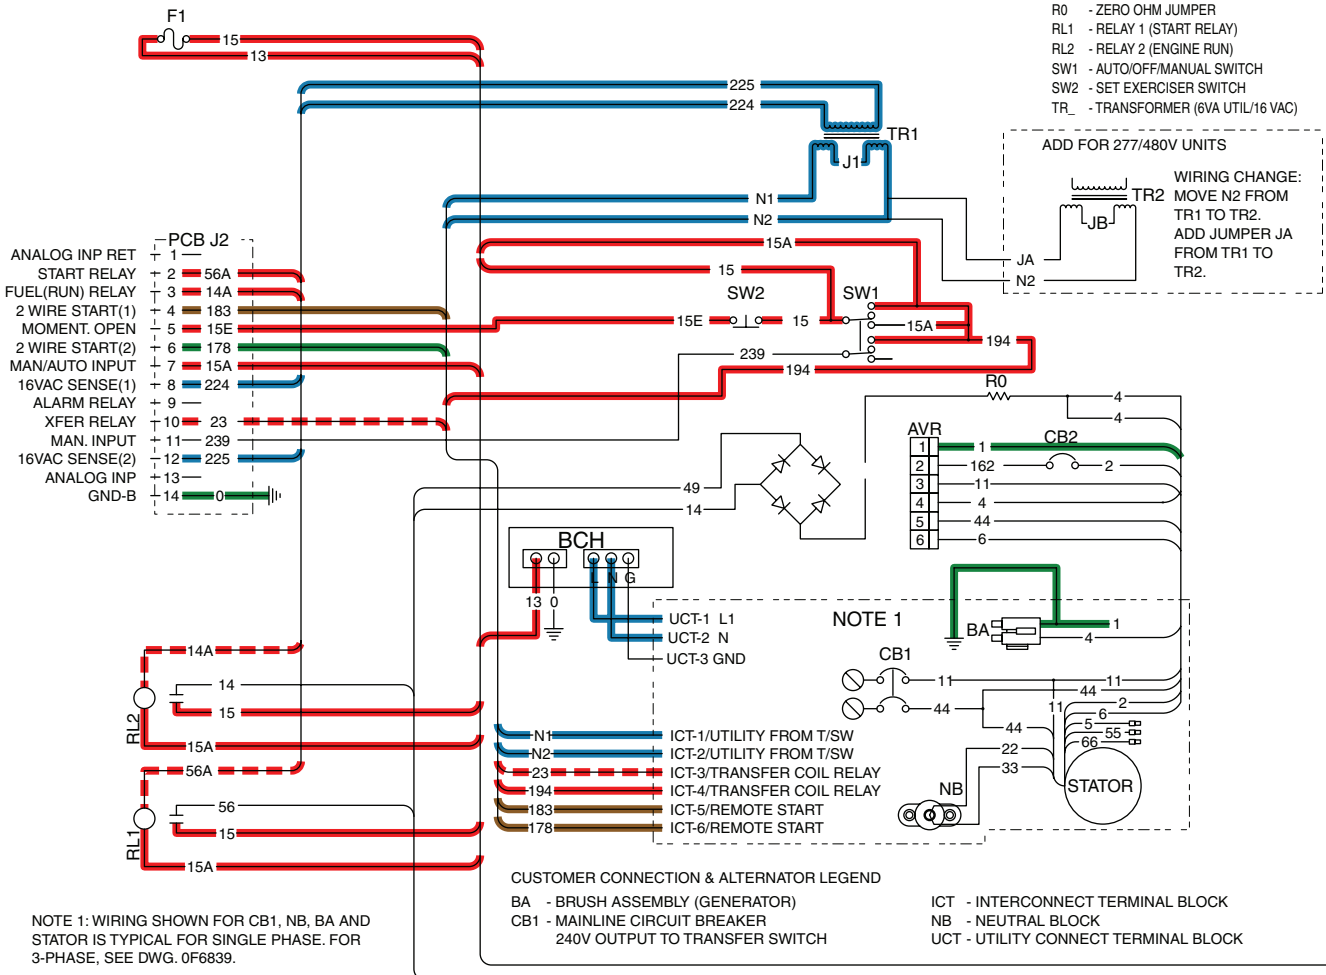 F1
15
13
R0 - ZERO OHM JUMPER
RL1 - RELAY 1 (START RELAY)
RL2 - RELAY 2 (ENGINE RUN)
SW1 - AUTO/OFF/MANUAL SWITCH
SW2 - SET EXERCISER SWITCH
TR_ - TRANSFORMER (6VA UTIL/16 VAC)
225
224
TR1
J1
N1
N2
ADD FOR 277/480V UNITS
TR2
JB
WIRING CHANGE:
MOVE N2 FROM
TR1 TO TR2.
ADD JUMPER JA
FROM TR1 TO
TR2.
JA
N2
PCB J2
ANALOG INP RET 1
START RELAY 2 56A
FUEL(RUN) RELAY 3 14A
2 WIRE START(1) 4 183
MOMENT. OPEN 5 15E
2 WIRE START(2) 6 178
MAN/AUTO INPUT 7 15A
16VAC SENSE(1) 8 224
ALARM RELAY 9
XFER RELAY 10 23
MAN. INPUT 11 239
16VAC SENSE(2) 12 225
ANALOG INP 13
GND-B 14 0
15A
15
SW2
SW1
15E
15
15A
194
239
194
R0
4
4
AVR
1 1
CB2
2 162 2
3 11
4 4
5 44
6 6
49
14
BCH
L N G
13 0
UCT-1 L1
UCT-2 N
UCT-3 GND
NOTE 1
BA
1
4
CB1
11
11
44
44
11
2
6
44
5
55
66
22
33
NB
STATOR
14A
14
15
RL2
15A
56A
56
15
RL1
15A
N1 ICT-1/UTILITY FROM T/SW
N2 ICT-2/UTILITY FROM T/SW
23 ICT-3/TRANSFER COIL RELAY
194 ICT-4/TRANSFER COIL RELAY
183 ICT-5/REMOTE START
178 ICT-6/REMOTE START
CUSTOMER CONNECTION & ALTERNATOR LEGEND
BA - BRUSH ASSEMBLY (GENERATOR)
CB1 - MAINLINE CIRCUIT BREAKER
240V OUTPUT TO TRANSFER SWITCH
ICT - INTERCONNECT TERMINAL BLOCK
NB - NEUTRAL BLOCK
UCT - UTILITY CONNECT TERMINAL BLOCK
NOTE 1: WIRING SHOWN FOR CB1, NB, BA AND
STATOR IS TYPICAL FOR SINGLE PHASE. FOR
3-PHASE, SEE DWG. 0F6839.